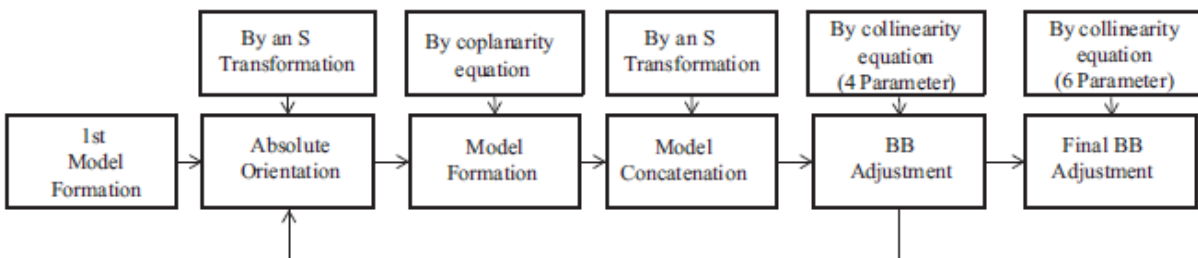 By an S
Transformation
By coplanarity
equation
By an S
Transformation
By collinearity
equation
(4 Parameter)
By collinearity
equation
(6 Parameter)
1st
Model
Formation
Absolute
Orientation
Model
Formation
Model
Concatenation
BB
Adjustment
Final BB
Adjustment